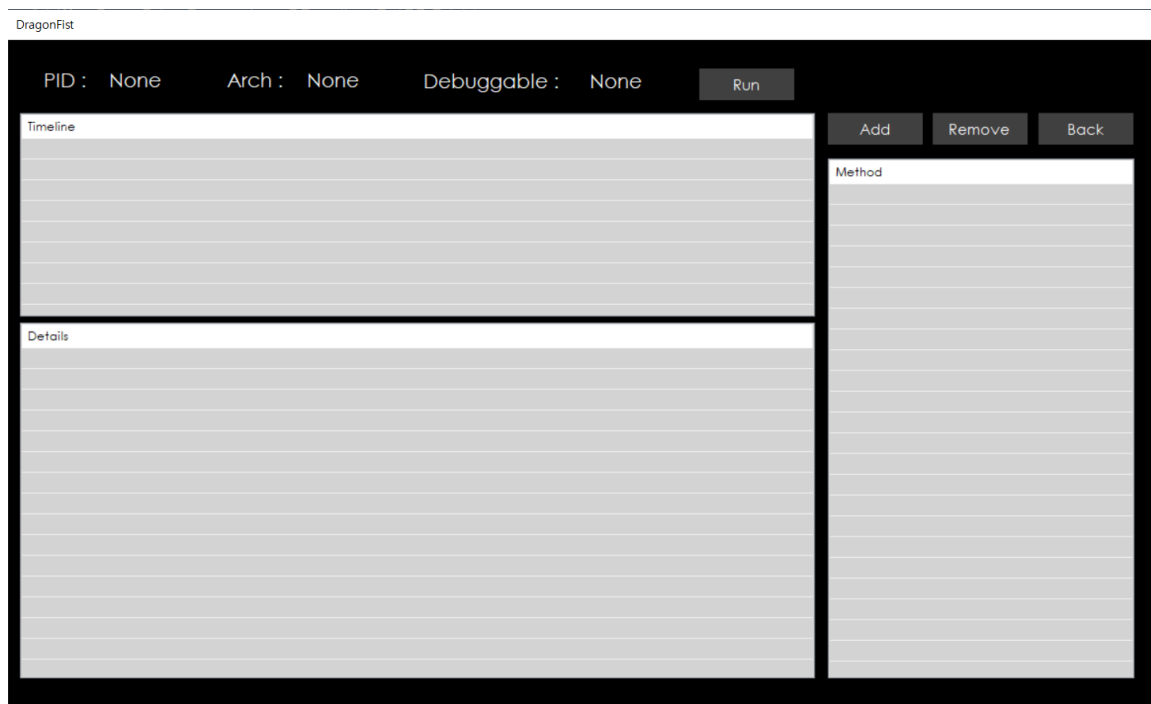 DragonFist
PID : None Arch : None Debuggable : None Run
Timeline
Add Remove Back
Method
Details